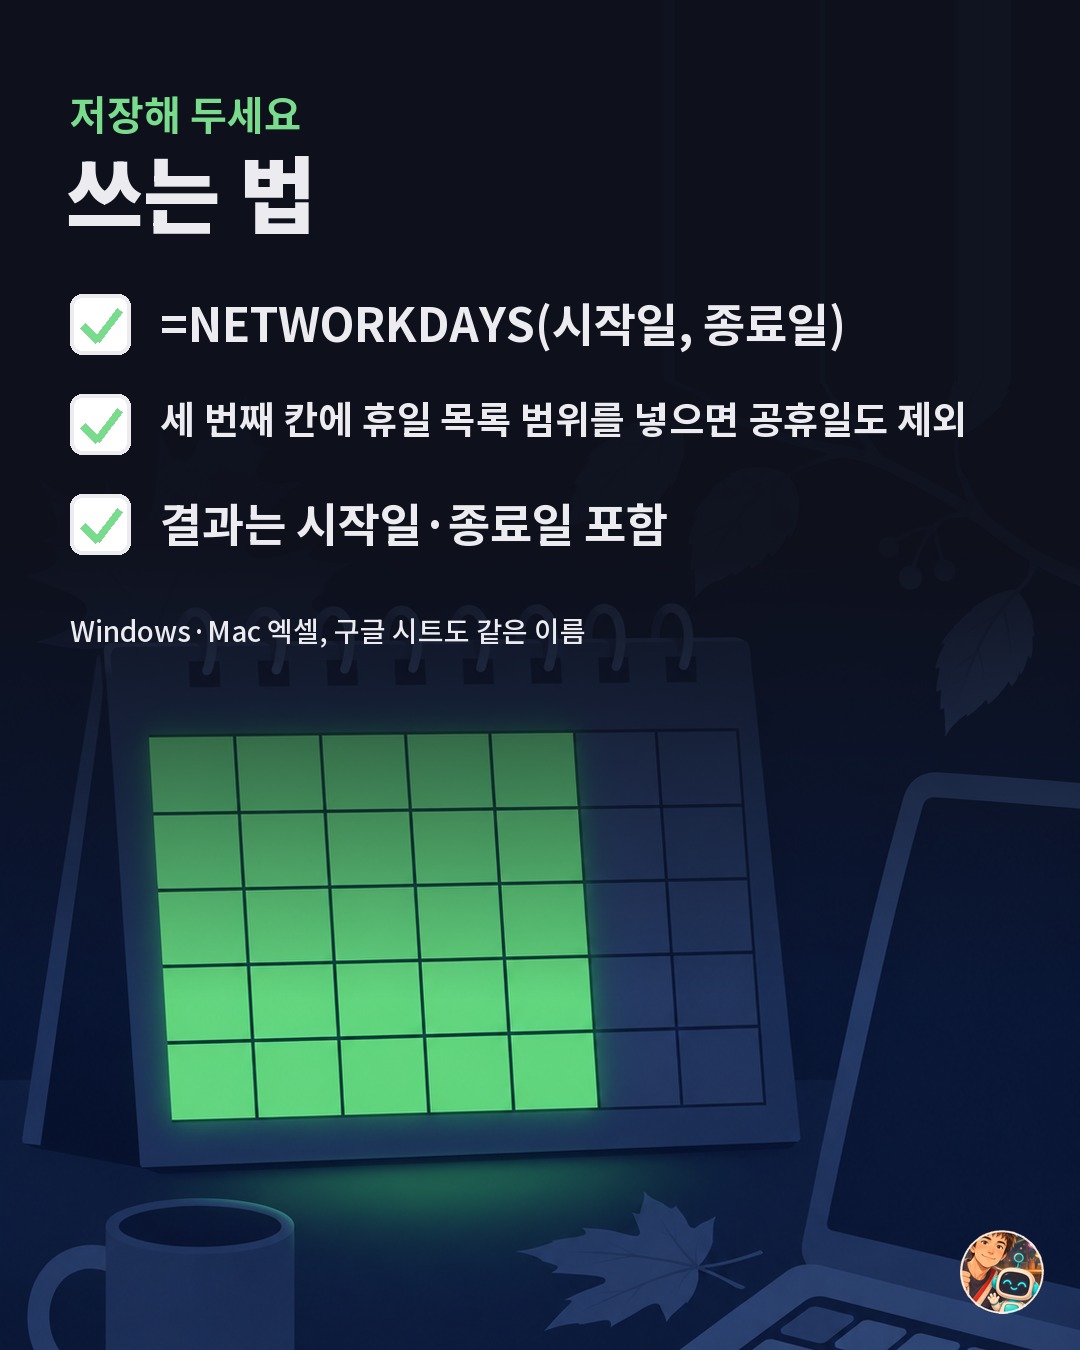 저장해 두세요
쓰는 법
=NETWORKDAYS(시작일, 종료일)
세 번째 칸에 휴일 목록 범위를 넣으면 공휴일도 제외
결과는 시작일·종료일 포함
Windows·Mac 엑셀, 구글 시트도 같은 이름